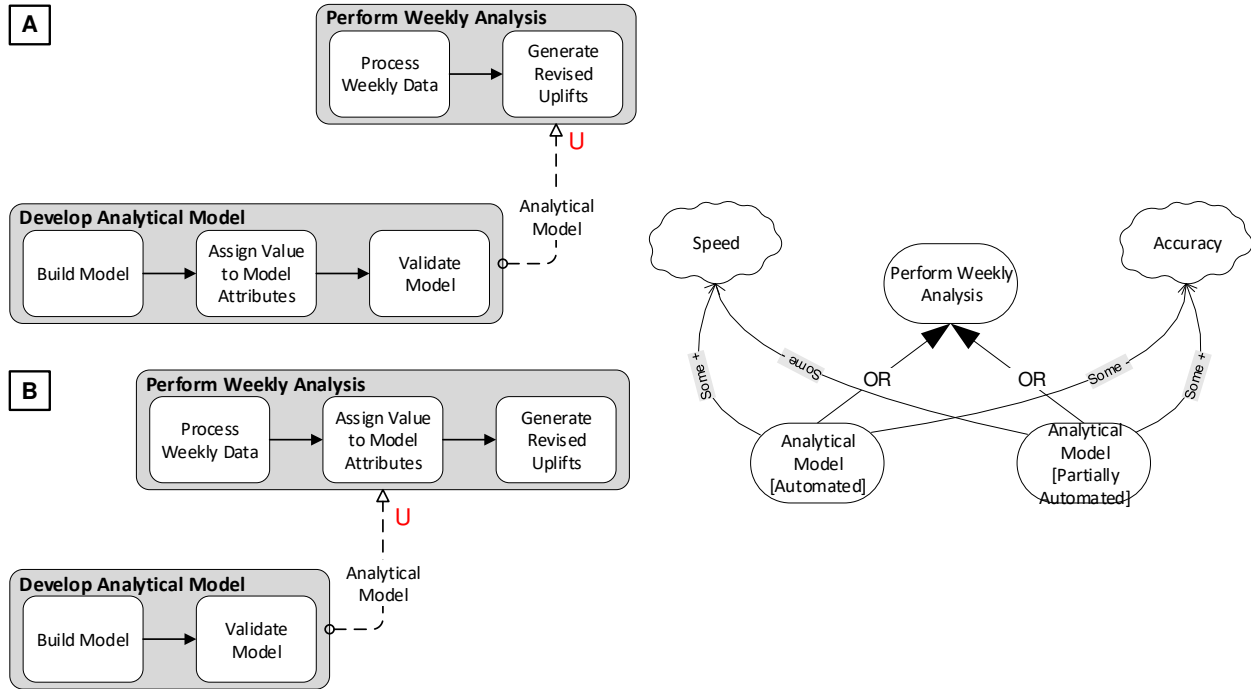 A
Perform Weekly Analysis
Process
Weekly Data
Generate
Revised
Uplifts
U
Analytical
Model
Develop Analytical Model
Build Model
Assign Value
to Model
Attributes
Validate
Model
B
Perform Weekly Analysis
Process
Weekly Data
Assign Value
to Model
Attributes
Generate
Revised
Uplifts
U
Analytical
Model
Develop Analytical Model
Build Model
Validate
Model
Speed
Accuracy
Perform Weekly
Analysis
Some +
Some -
Some -
Some +
OR
OR
Analytical
Model
[Automated]
Analytical
Model
[Partially
Automated]